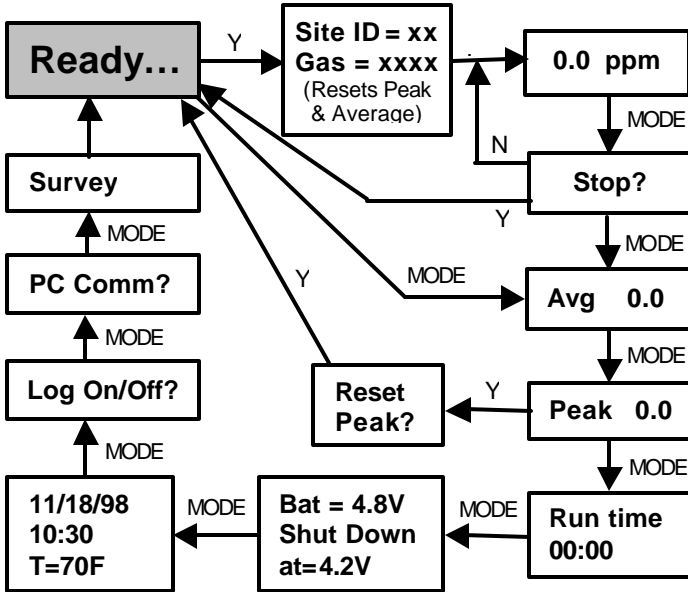 Ready...
Y
Site ID = xx
Gas = xxxx
(Resets Peak
& Average)
0.0 ppm
MODE
N
Stop?
Y
MODE
Survey
MODE
PC Comm?
Y
MODE
Avg 0.0
MODE
MODE
Log On/Off?
Reset
Peak?
Y
Peak 0.0
MODE
MODE
11/18/98
10:30
T=70F
MODE
Bat = 4.8V
Shut Down
at=4.2V
MODE
Run time
00:00